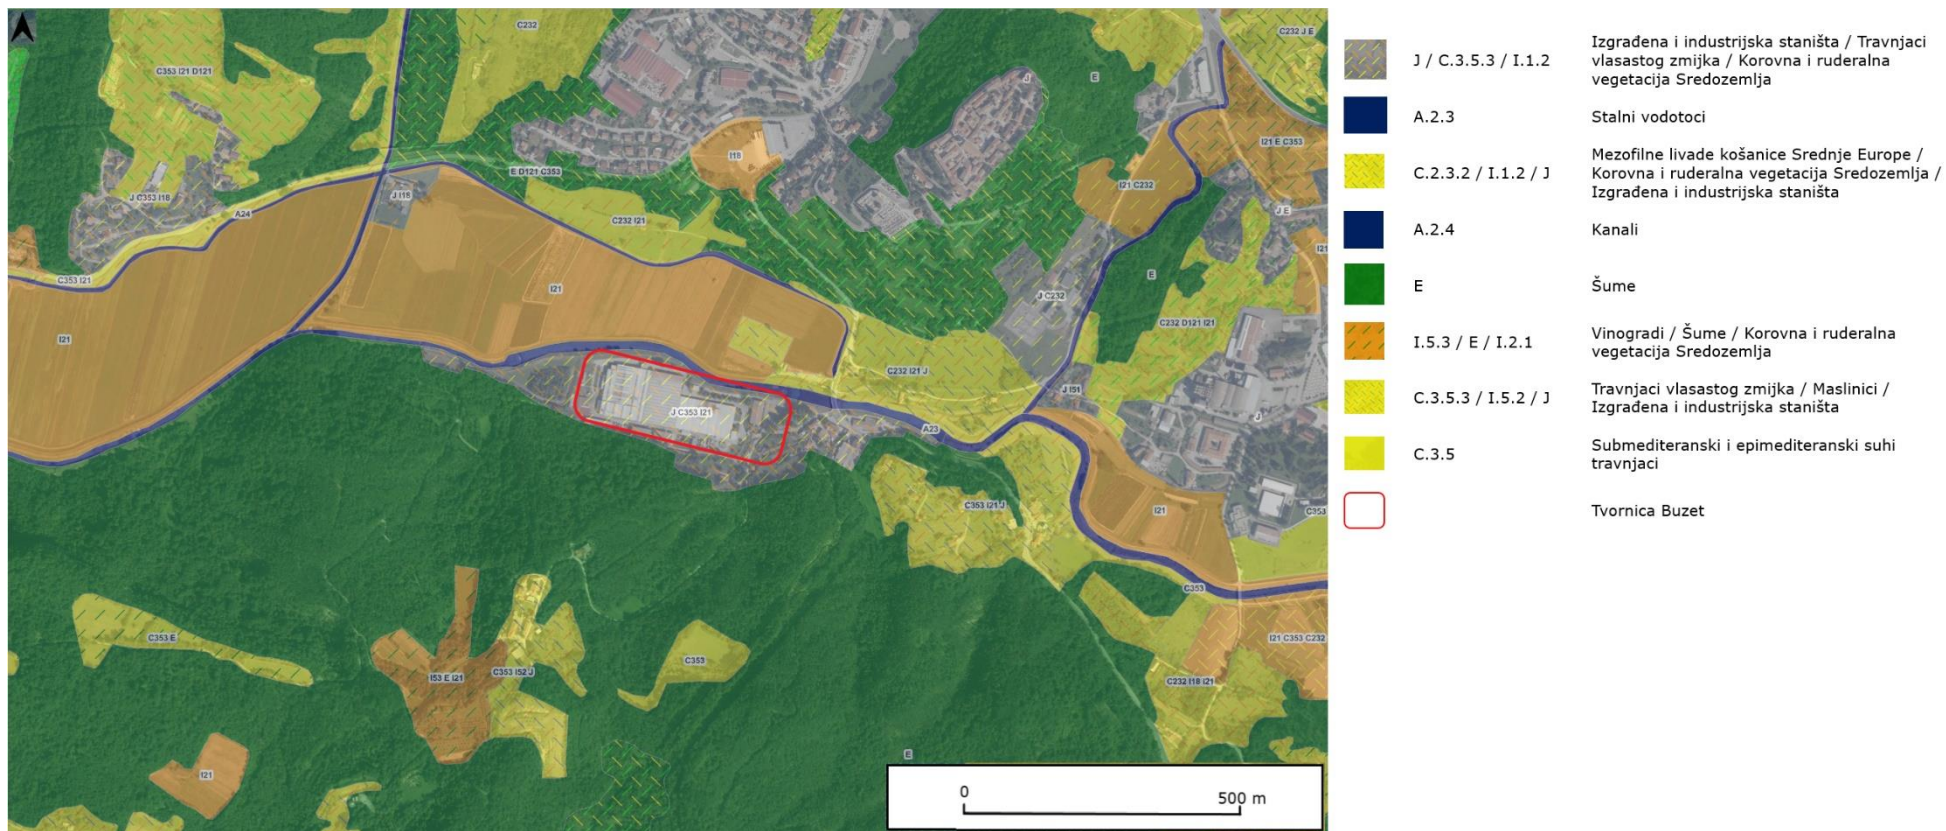 C232
C232 J E
C353 I21 D121
E
J
I21 E C353
I18
E D121 C353
I21 C232
J I18
J C353 I18
J E
A24
C232 I21
I21
E
C353 I21
I21
J C232
C232 D121 I21
I21
C232 I21 J
J I51
J C353 I21
J
A23
C353 I21 J
I21
C353
C353
C353 E
I21 C353 C232
C353
I53 E I21
C353 I52 J
C232 I18 I21
E
I21
0
500 m
J / C.3.5.3 / I.1.2
Izgrađena i industrijska staništa / Travnjaci
vlasastog zmijka / Korovna i ruderalna
vegetacija Sredozemlja
A.2.3
Stalni vodotoci
C.2.3.2 / I.1.2 / J
Mezofilne livade košanice Srednje Europe /
Korovna i ruderalna vegetacija Sredozemlja /
Izgrađena i industrijska staništa
A.2.4
Kanali
E
Šume
I.5.3 / E / I.2.1
Vinogradi / Šume / Korovna i ruderalna
vegetacija Sredozemlja
C.3.5.3 / I.5.2 / J
Travnjaci vlasastog zmijka / Maslinici /
Izgrađena i industrijska staništa
C.3.5
Submediteranski i epimediteranski suhi
travnjaci
Tvornica Buzet